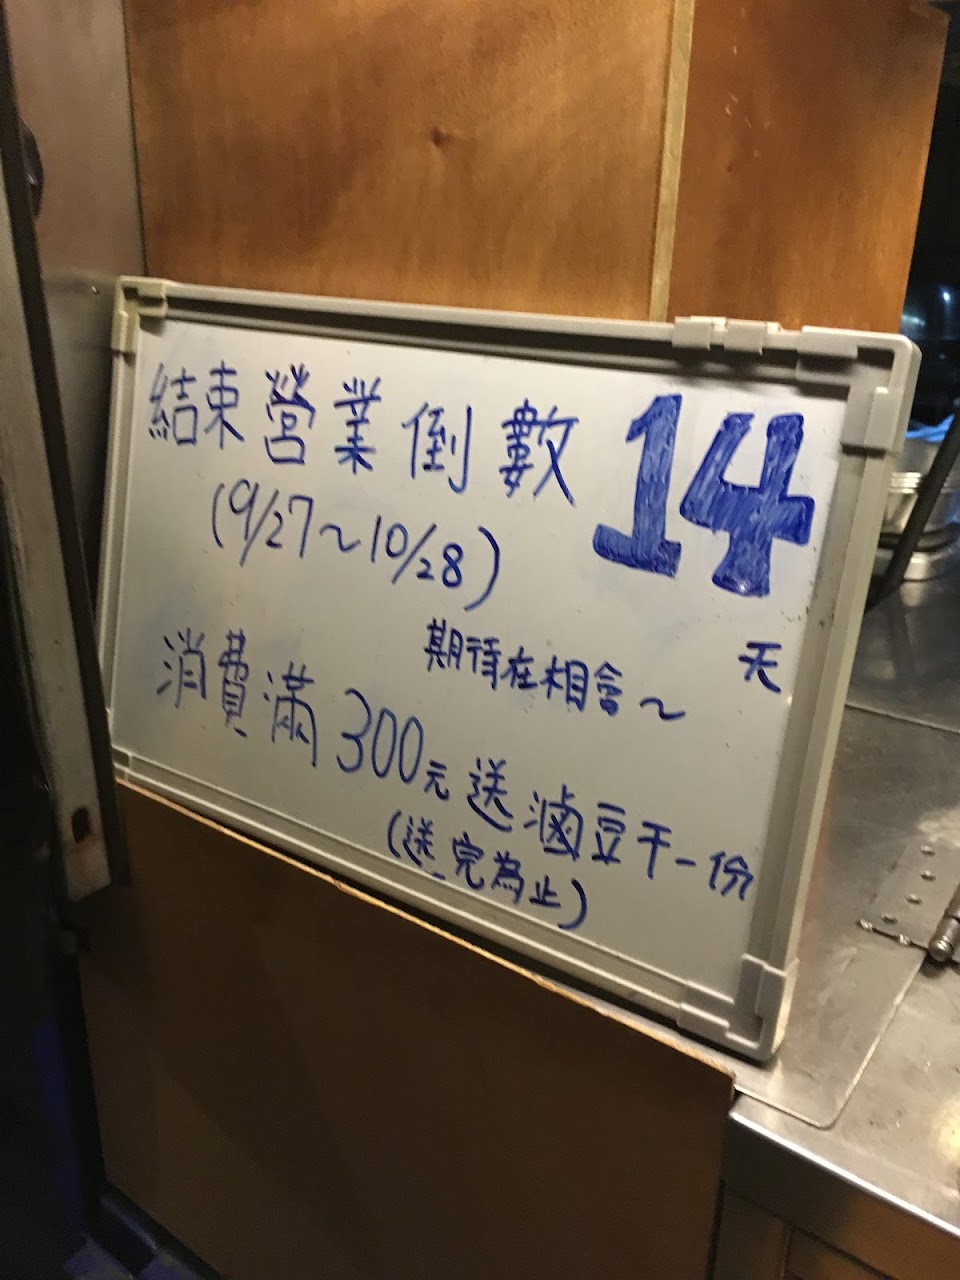 結束營業倒數 14 天
(9/27～10/28)
期待在相會～
消費滿300元送滷豆干一份
(送完為止)